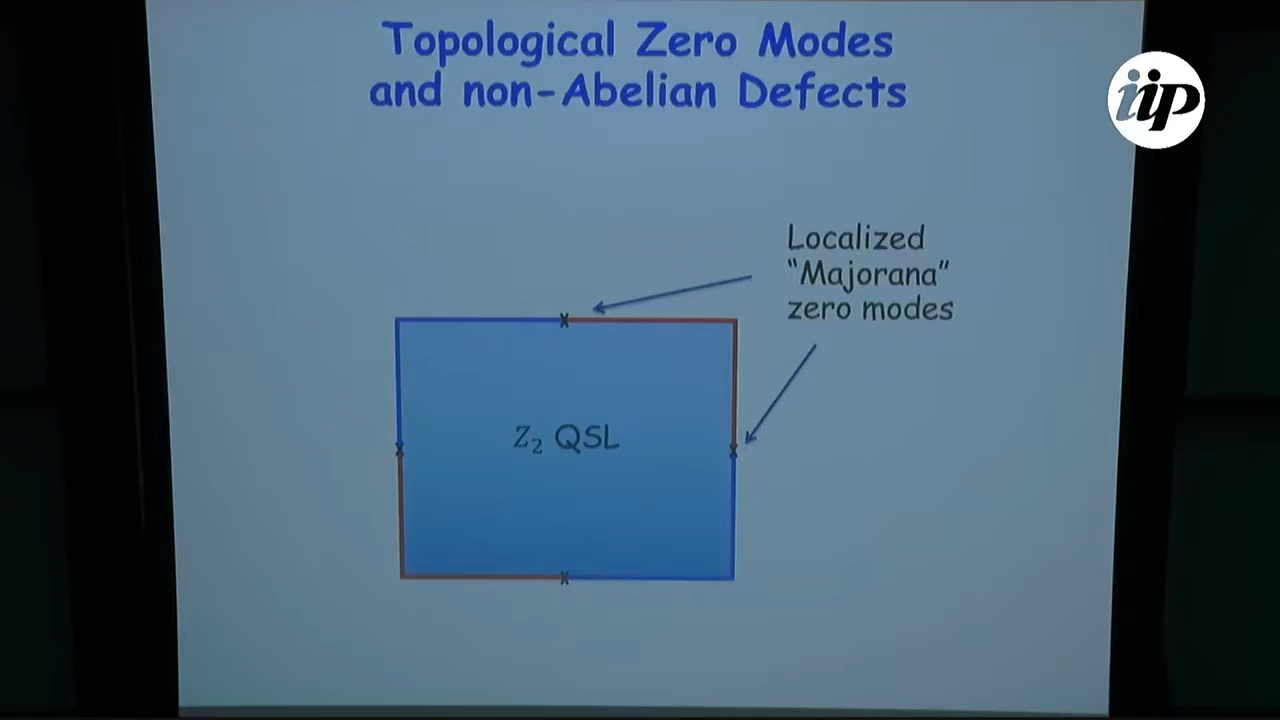 Topological Zero Modes
and non-Abelian Defects
iip
Localized
“Majorana”
zero modes
x
x
x
Z₂ QSL
x